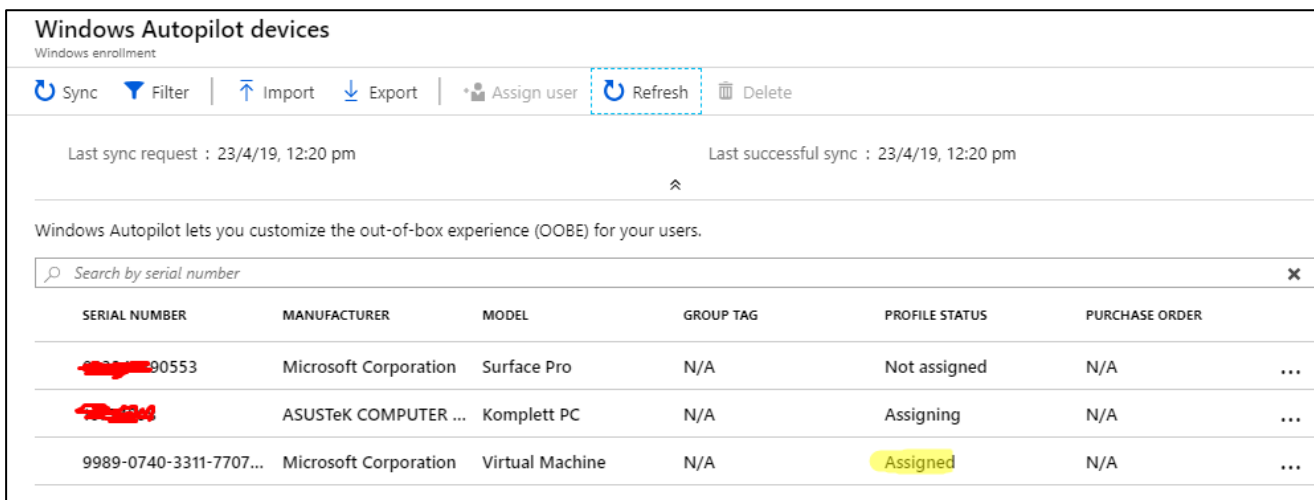 Windows Autopilot devices
Windows enrollment
Sync Filter Import Export Assign user Refresh Delete
Last sync request : 23/4/19, 12:20 pm Last successful sync : 23/4/19, 12:20 pm
Windows Autopilot lets you customize the out-of-box experience (OOBE) for your users.
Search by serial number
SERIAL NUMBER MANUFACTURER MODEL GROUP TAG PROFILE STATUS PURCHASE ORDER
90553 Microsoft Corporation Surface Pro N/A Not assigned N/A ...
ASUSTeK COMPUTER ... Komplett PC N/A Assigning N/A ...
9989-0740-3311-7707... Microsoft Corporation Virtual Machine N/A Assigned N/A ...